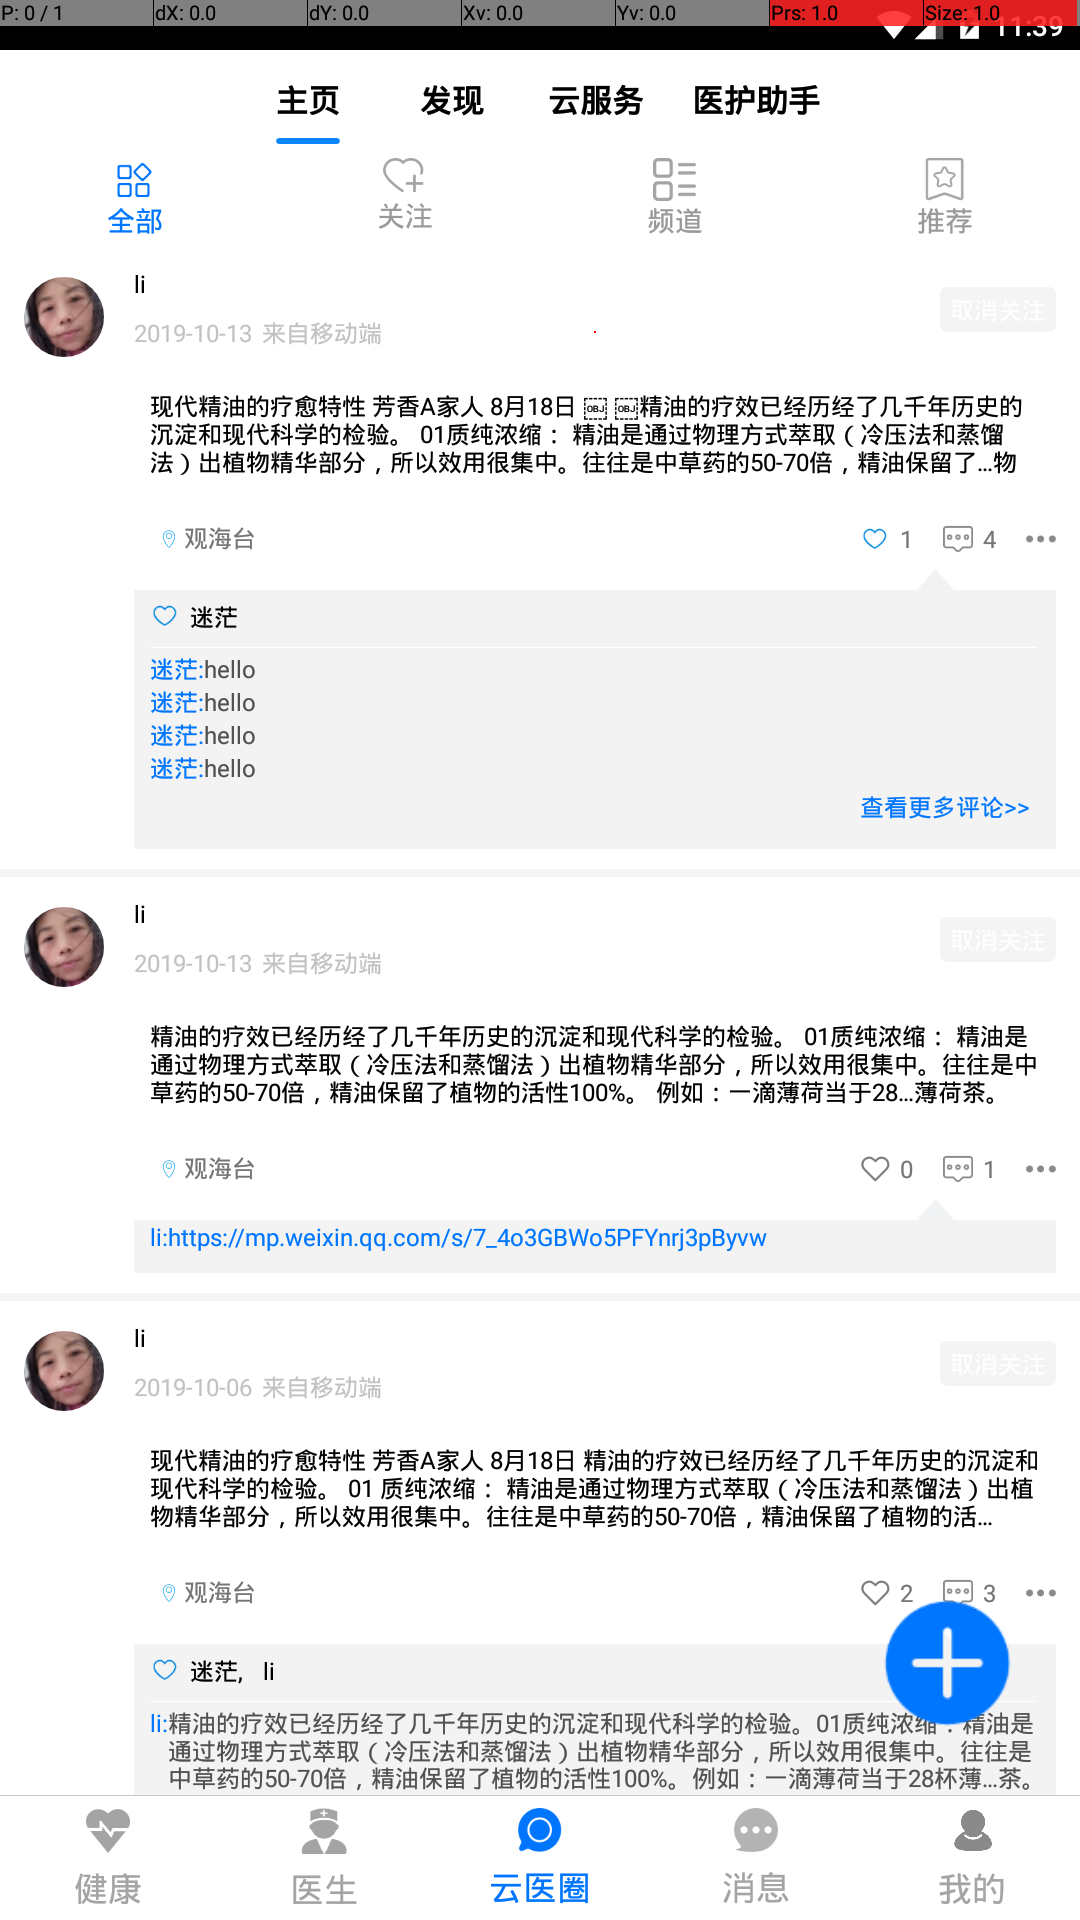 P: 0 / 1 dX: 0.0 dY: 0.0 Xv: 0.0 Yv: 0.0 Prs: 1.0 Size: 1.0
11:39
主页 发现 云服务 医护助手
全部 关注 频道 推荐
li
取消关注
2019-10-13 来自移动端
现代精油的疗愈特性 芳香A家人 8月18日 OBJ OBJ精油的疗效已经历经了几千年历史的
沉淀和现代科学的检验。 01质纯浓缩： 精油是通过物理方式萃取（冷压法和蒸馏
法）出植物精华部分，所以效用很集中。往往是中草药的50-70倍，精油保留了...物
观海台 1 4
迷茫
迷茫:hello
迷茫:hello
迷茫:hello
迷茫:hello
查看更多评论>>
li
取消关注
2019-10-13 来自移动端
精油的疗效已经历经了几千年历史的沉淀和现代科学的检验。 01质纯浓缩： 精油是
通过物理方式萃取（冷压法和蒸馏法）出植物精华部分，所以效用很集中。往往是中
草药的50-70倍，精油保留了植物的活性100%。 例如：一滴薄荷当于28...薄荷茶。
观海台 0 1
li:https://mp.weixin.qq.com/s/7_4o3GBWo5PFYnrj3pByvw
li
取消关注
2019-10-06 来自移动端
现代精油的疗愈特性 芳香A家人 8月18日 精油的疗效已经历经了几千年历史的沉淀和
现代科学的检验。 01 质纯浓缩： 精油是通过物理方式萃取（冷压法和蒸馏法）出植
物精华部分，所以效用很集中。往往是中草药的50-70倍，精油保留了植物的活...
观海台 2 3
迷茫, li
li:精油的疗效已经历经了几千年历史的沉淀和现代科学的检验。01质纯浓缩：精油是
通过物理方式萃取（冷压法和蒸馏法）出植物精华部分，所以效用很集中。往往是
中草药的50-70倍，精油保留了植物的活性100%。例如：一滴薄荷当于28杯薄...茶。
健康 医生 云医圈 消息 我的